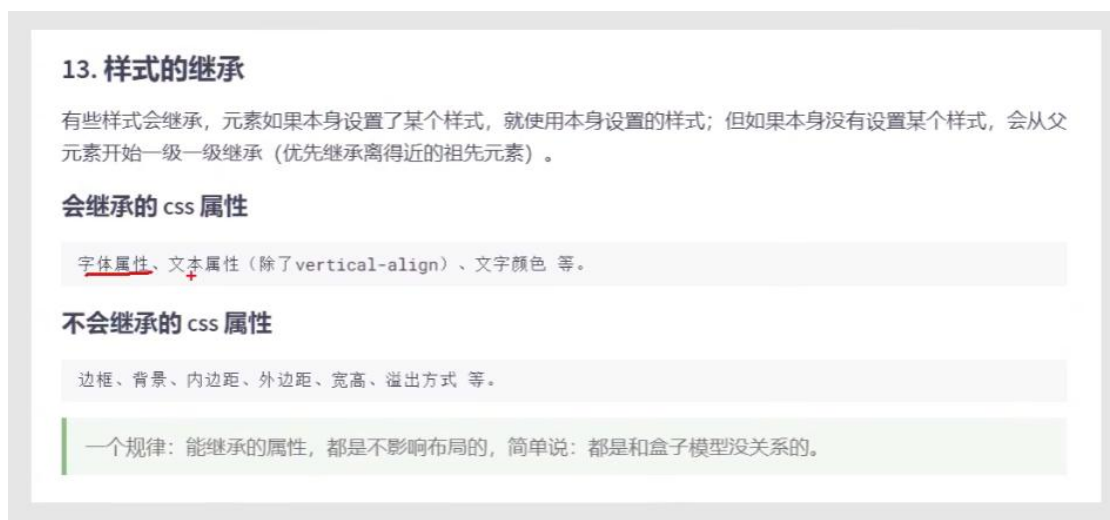 13. 样式的继承
有些样式会继承，元素如果本身设置了某个样式，就使用本身设置的样式；但如果本身没有设置某个样式，会从父
元素开始一级一级继承（优先继承离得近的祖先元素）。
会继承的 css 属性
字体属性、文本属性（除了vertical-align）、文字颜色 等。
不会继承的 css 属性
边框、背景、内边距、外边距、宽高、溢出方式 等。
一个规律：能继承的属性，都是不影响布局的，简单说：都是和盒子模型没关系的。